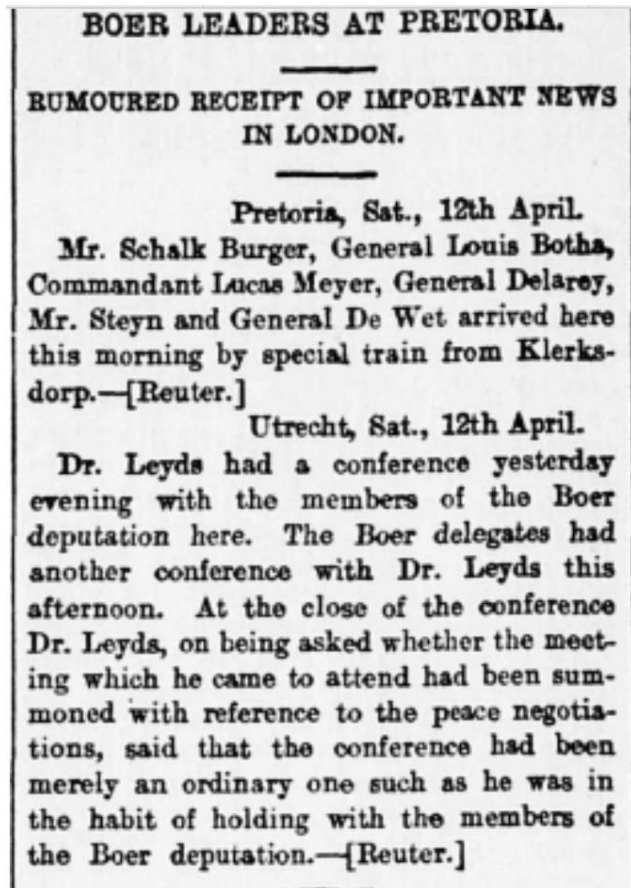 BOER LEADERS AT PRETORIA.
RUMOURED RECEIPT OF IMPORTANT NEWS
IN LONDON.
Pretoria, Sat., 12th April.
Mr. Schalk Burger, General Louis Botha,
Commandant Lucas Meyer, General Delarey,
Mr. Steyn and General De Wet arrived here
this morning by special train from Klerks-
dorp.—[Reuter.]
Utrecht, Sat., 12th April.
Dr. Leyds had a conference yesterday
evening with the members of the Boer
deputation here. The Boer delegates had
another conference with Dr. Leyds this
afternoon. At the close of the conference
Dr. Leyds, on being asked whether the meet-
ing which he came to attend had been sum-
moned with reference to the peace negotia-
tions, said that the conference had been
merely an ordinary one such as he was in
the habit of holding with the members of
the Boer deputation.—[Reuter.]